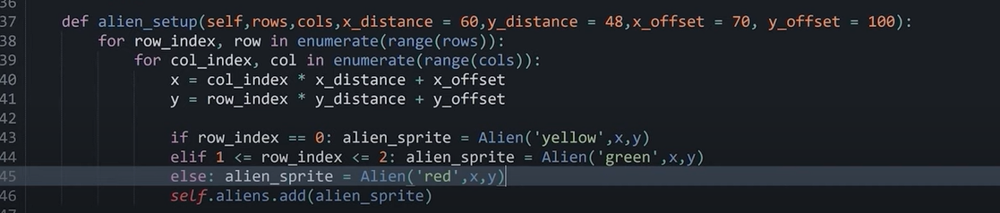 36
37 def alien_setup(self,rows,cols,x_distance = 60,y_distance = 48,x_offset = 70, y_offset = 100):
38 for row_index, row in enumerate(range(rows)):
39 for col_index, col in enumerate(range(cols)):
40 x = col_index * x_distance + x_offset
41 y = row_index * y_distance + y_offset
42
43 if row_index == 0: alien_sprite = Alien('yellow',x,y)
44 elif 1 <= row_index <= 2: alien_sprite = Alien('green',x,y)
45 else: alien_sprite = Alien('red',x,y)
46 self.aliens.add(alien_sprite)
47